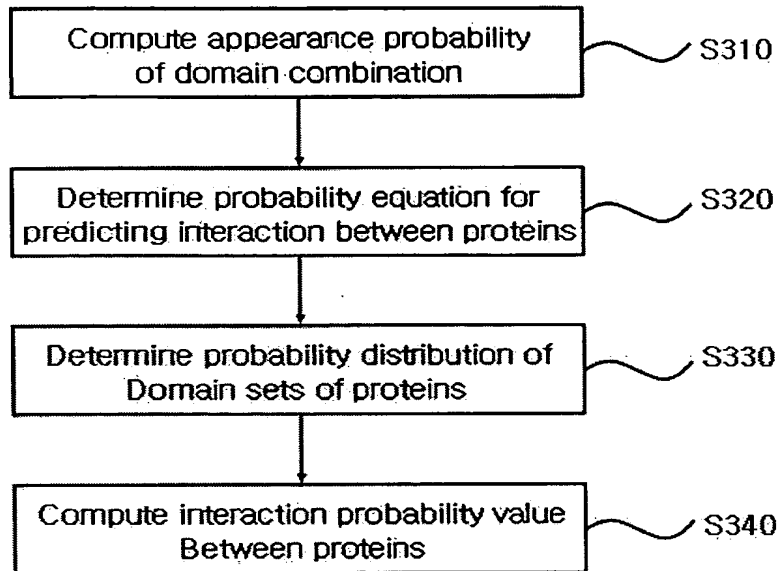 Compute appearance probability
of domain combination
S310
Determine probability equation for
predicting interaction between proteins
S320
Determine probability distribution of
Domain sets of proteins
S330
Compute interaction probability value
Between proteins
S340